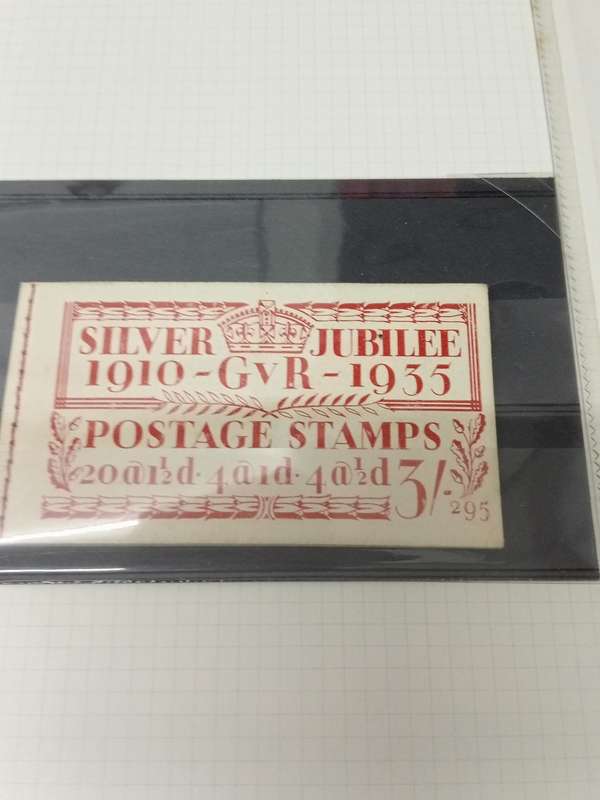 SILVER JUBILEE
1910 - GVR - 1935
POSTAGE STAMPS
20@1½d · 4@1d · 4@½d 3/-
295